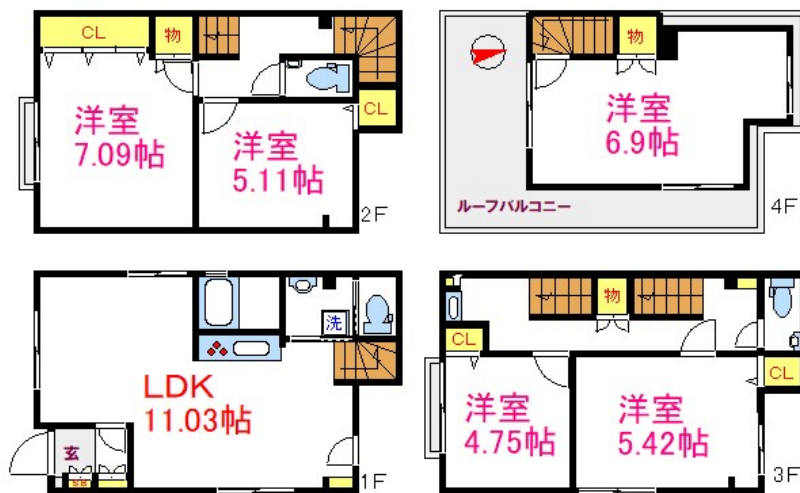 CL
物
洋室
7.09帖
洋室
5.11帖
CL
2F
物
洋室
6.9帖
ルーフバルコニー
4F
洗
LDK
11.03帖
玄
SB
1F
物
CL
洋室
4.75帖
洋室
5.42帖
CL
3F